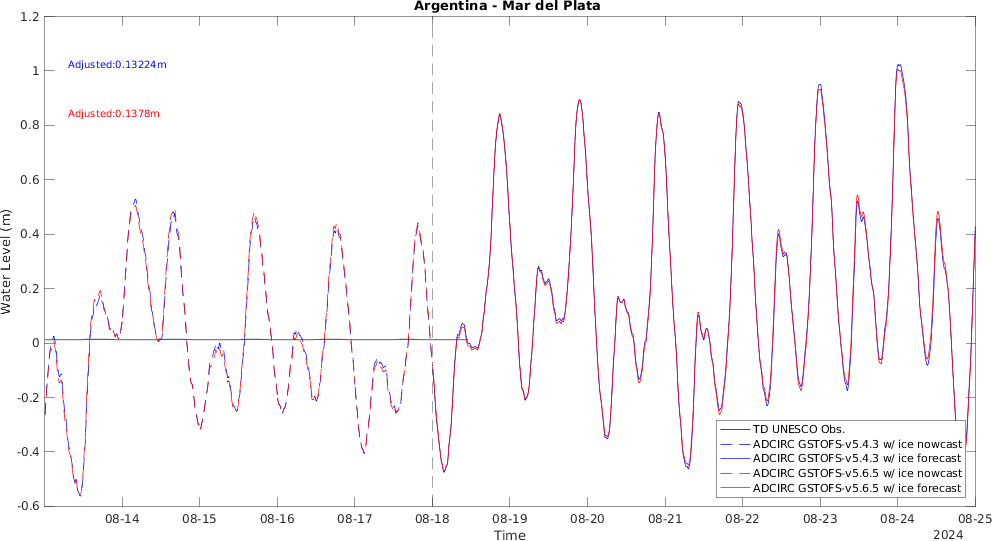 Argentina - Mar del Plata
Adjusted:0.13224m
Adjusted:0.1378m
Water Level (m)
1.2
1
0.8
0.6
0.4
0.2
0
-0.2
-0.4
-0.6
TD UNESCO Obs.
ADCIRC GSTOFS-v5.4.3 w/ ice nowcast
ADCIRC GSTOFS-v5.4.3 w/ ice forecast
ADCIRC GSTOFS-v5.6.5 w/ ice nowcast
ADCIRC GSTOFS-v5.6.5 w/ ice forecast
08-14 08-15 08-16 08-17 08-18 08-19 08-20 08-21 08-22 08-23 08-24 08-25
Time
2024